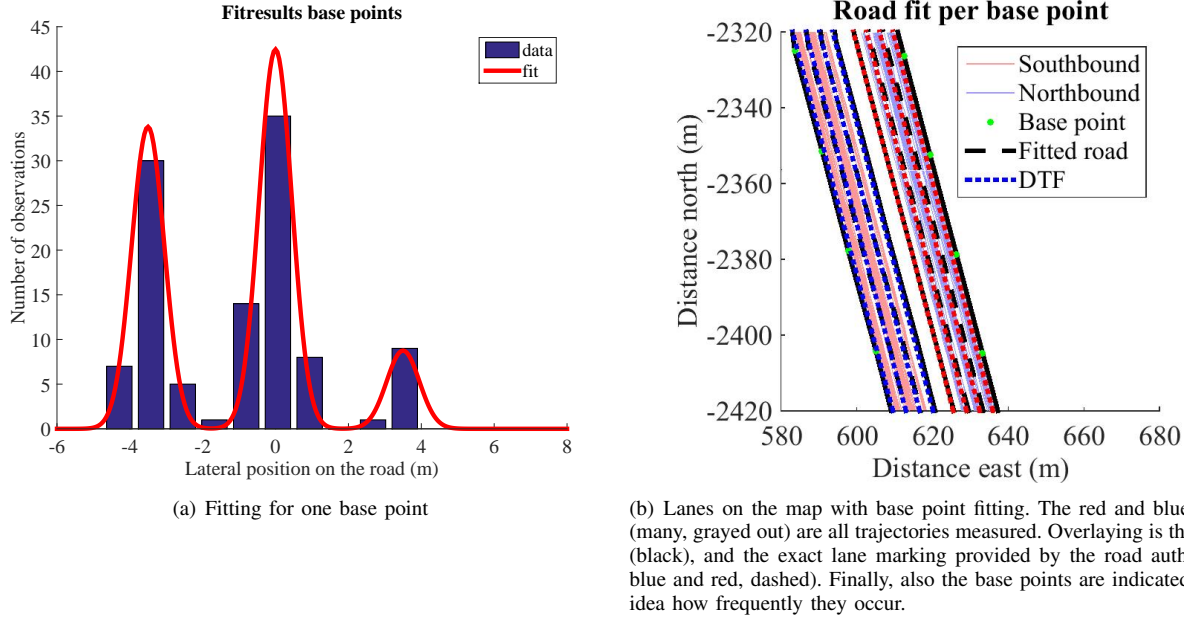 Fitresults base points
45
40
35
30
25
20
15
10
5
0
Number of observations
data
fit
-6 -4 -2 0 2 4 6 8
Lateral position on the road (m)
(a) Fitting for one base point
Road fit per base point
-2320
-2340
-2360
-2380
-2400
-2420
Distance north (m)
Southbound
Northbound
Base point
Fitted road
DTF
580 600 620 640 660 680
Distance east (m)
(b) Lanes on the map with base point fitting. The red and blue
(many, grayed out) are all trajectories measured. Overlaying is th
(black), and the exact lane marking provided by the road auth
blue and red, dashed). Finally, also the base points are indicated
idea how frequently they occur.